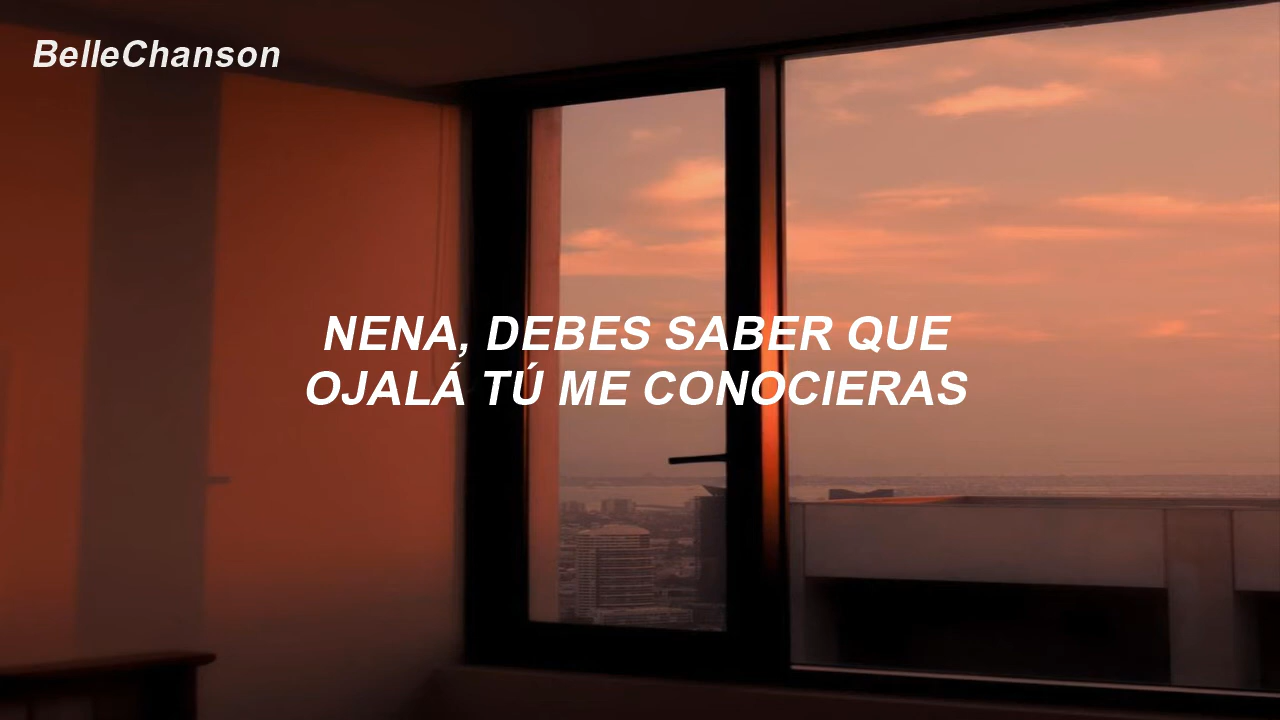 BelleChanson
NENA, DEBES SABER QUE
OJALÁ TÚ ME CONOCIERAS